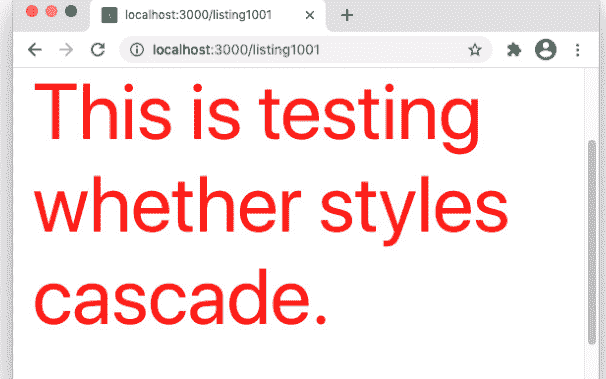 localhost:3000/listing1001
localhost:3000/listing1001
This is testing
whether styles
cascade.